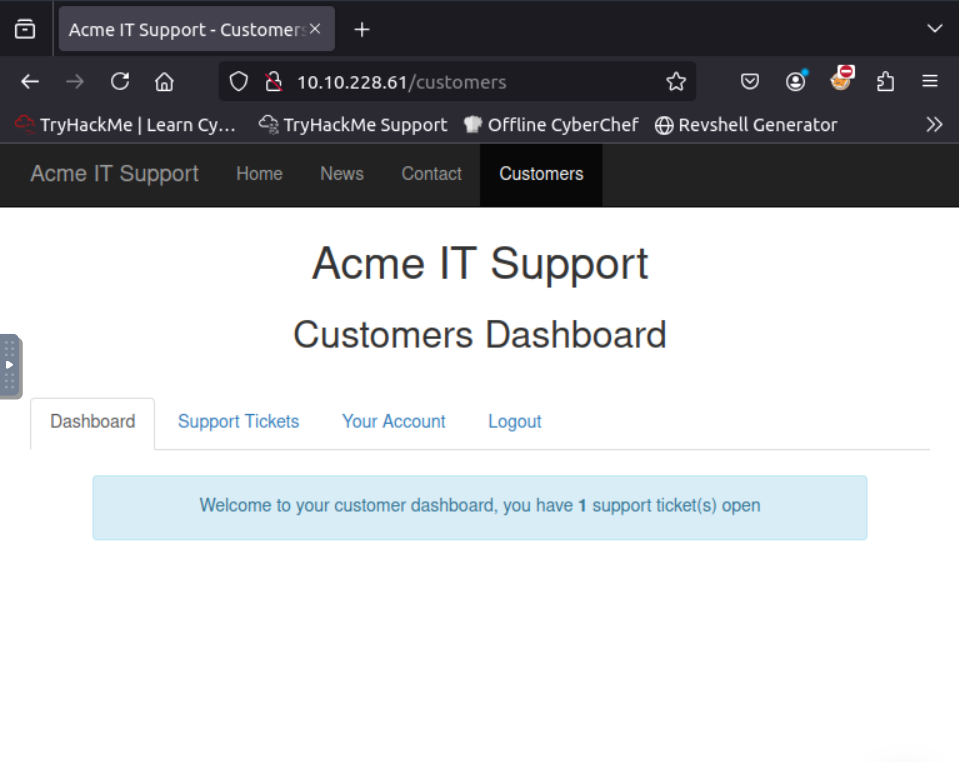 Acme IT Support - Customers
10.10.228.61/customers
TryHackMe | Learn Cy... TryHackMe Support Offline CyberChef Revshell Generator
Acme IT Support Home News Contact Customers
Acme IT Support
Customers Dashboard
Dashboard Support Tickets Your Account Logout
Welcome to your customer dashboard, you have 1 support ticket(s) open